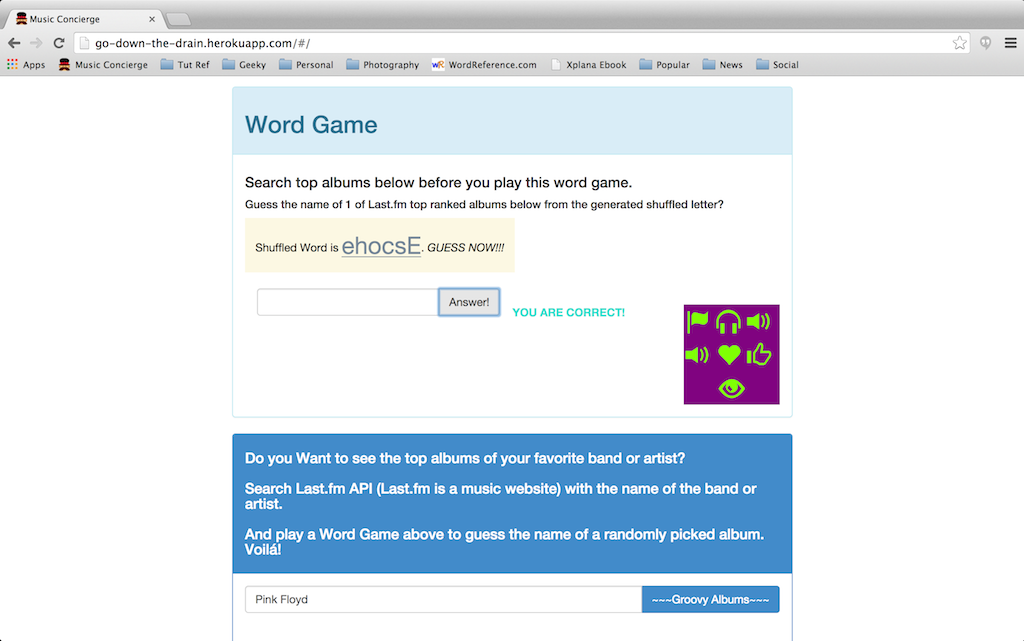 Music Concierge
go-down-the-drain.herokuapp.com/#/
Apps Music Concierge Tut Ref Geeky Personal Photography wR WordReference.com Xplana Ebook Popular News Social
Word Game
Search top albums below before you play this word game.
Guess the name of 1 of Last.fm top ranked albums below from the generated shuffled letter?
Shuffled Word is ehocsE. GUESS NOW!!!
Answer!
YOU ARE CORRECT!
Do you Want to see the top albums of your favorite band or artist?
Search Last.fm API (Last.fm is a music website) with the name of the band or
artist.
And play a Word Game above to guess the name of a randomly picked album.
Voilá!
Pink Floyd ~~~Groovy Albums~~~